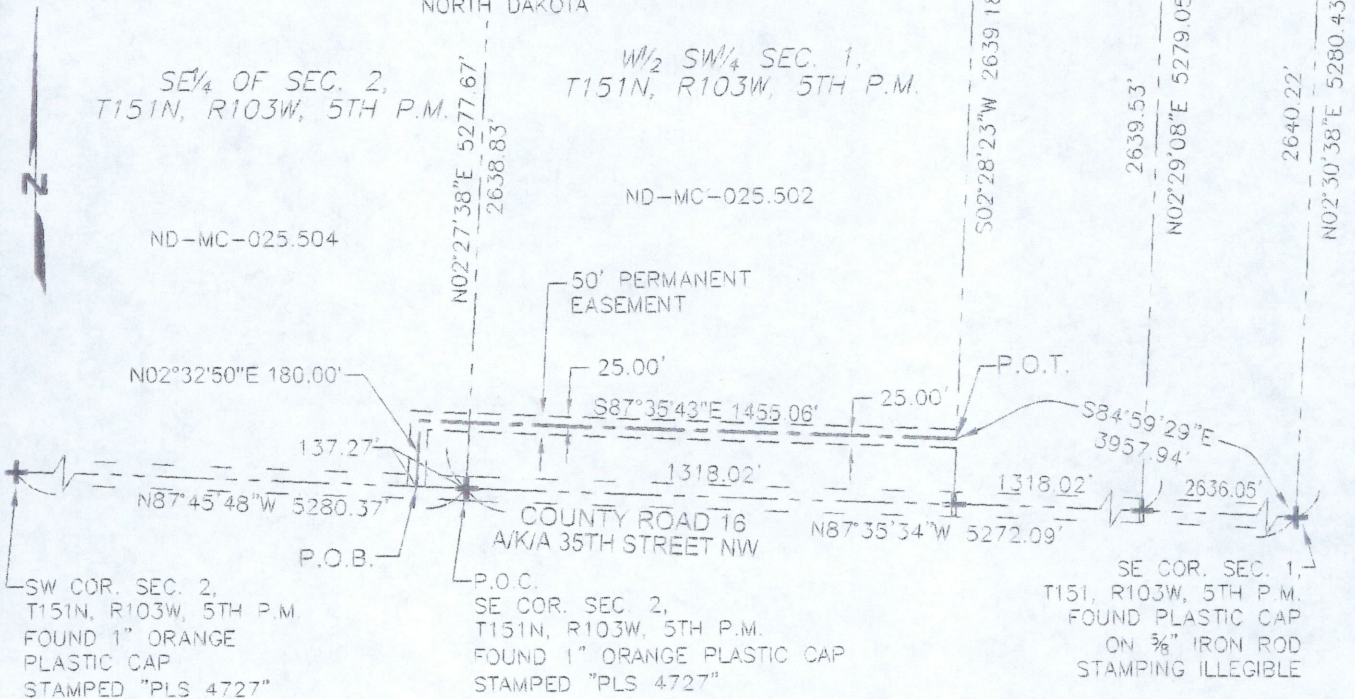 NORTH DAKOTA
SE¼ OF SEC. 2,
T151N, R103W, 5TH P.M.
W½ SW¼ SEC. 1,
T151N, R103W, 5TH P.M.
N02°27'38"E 5277.67'
2638.83'
S02°28'23"W 2639.18
2639.53'
N02°29'08"E 5279.05
2640.22'
N02°30'38"E 5280.43
N
ND-MC-025.504
ND-MC-025.502
50' PERMANENT
EASEMENT
N02°32'50"E 180.00'
25.00'
S87°35'43"E 1455.06'
25.00'
P.O.T.
S84°59'29"E
3957.94'
137.27'
1318.02'
1318.02'
2636.05'
N87°45'48"W 5280.37'
COUNTY ROAD 16
A/K/A 35TH STREET NW
N87°35'34"W 5272.09'
P.O.B.
SW COR. SEC. 2,
T151N, R103W, 5TH P.M.
FOUND 1" ORANGE
PLASTIC CAP
STAMPED "PLS 4727"
P.O.C.
SE COR. SEC. 2,
T151N, R103W, 5TH P.M.
FOUND 1" ORANGE PLASTIC CAP
STAMPED "PLS 4727"
SE COR. SEC. 1,
T151, R103W, 5TH P.M.
FOUND PLASTIC CAP
ON ⅝" IRON ROD
STAMPING ILLEGIBLE